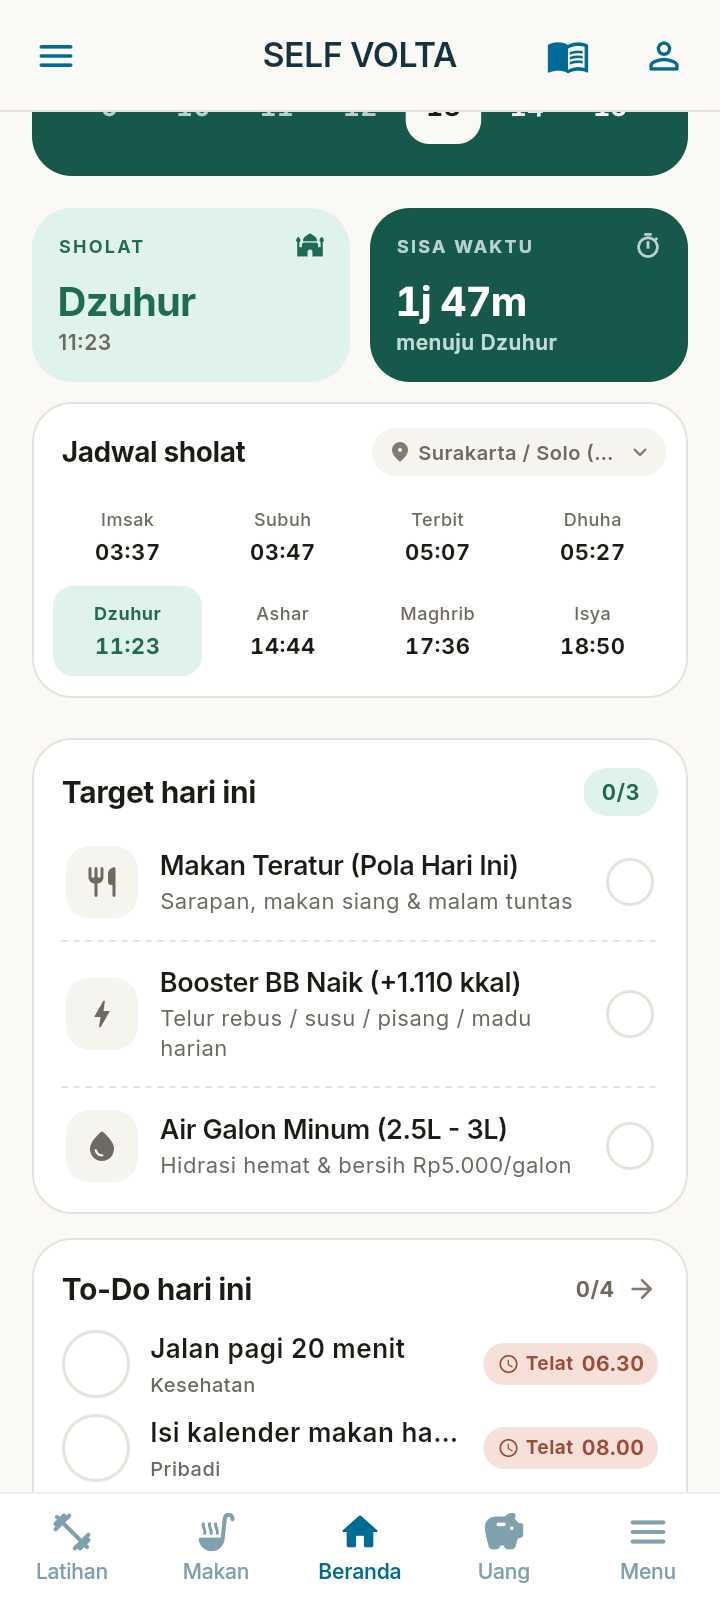 SELF VOLTA
SHOLAT
Dzuhur
11:23
SISA WAKTU
1j 47m
menuju Dzuhur
Jadwal sholat
Surakarta / Solo (...
Imsak Subuh Terbit Dhuha
03:37 03:47 05:07 05:27
Dzuhur Ashar Maghrib Isya
11:23 14:44 17:36 18:50
Target hari ini 0/3
Makan Teratur (Pola Hari Ini)
Sarapan, makan siang & malam tuntas
Booster BB Naik (+1.110 kkal)
Telur rebus / susu / pisang / madu
harian
Air Galon Minum (2.5L - 3L)
Hidrasi hemat & bersih Rp5.000/galon
To-Do hari ini 0/4
Jalan pagi 20 menit
Kesehatan
Telat 06.30
Isi kalender makan ha...
Pribadi
Telat 08.00
Latihan Makan Beranda Uang Menu